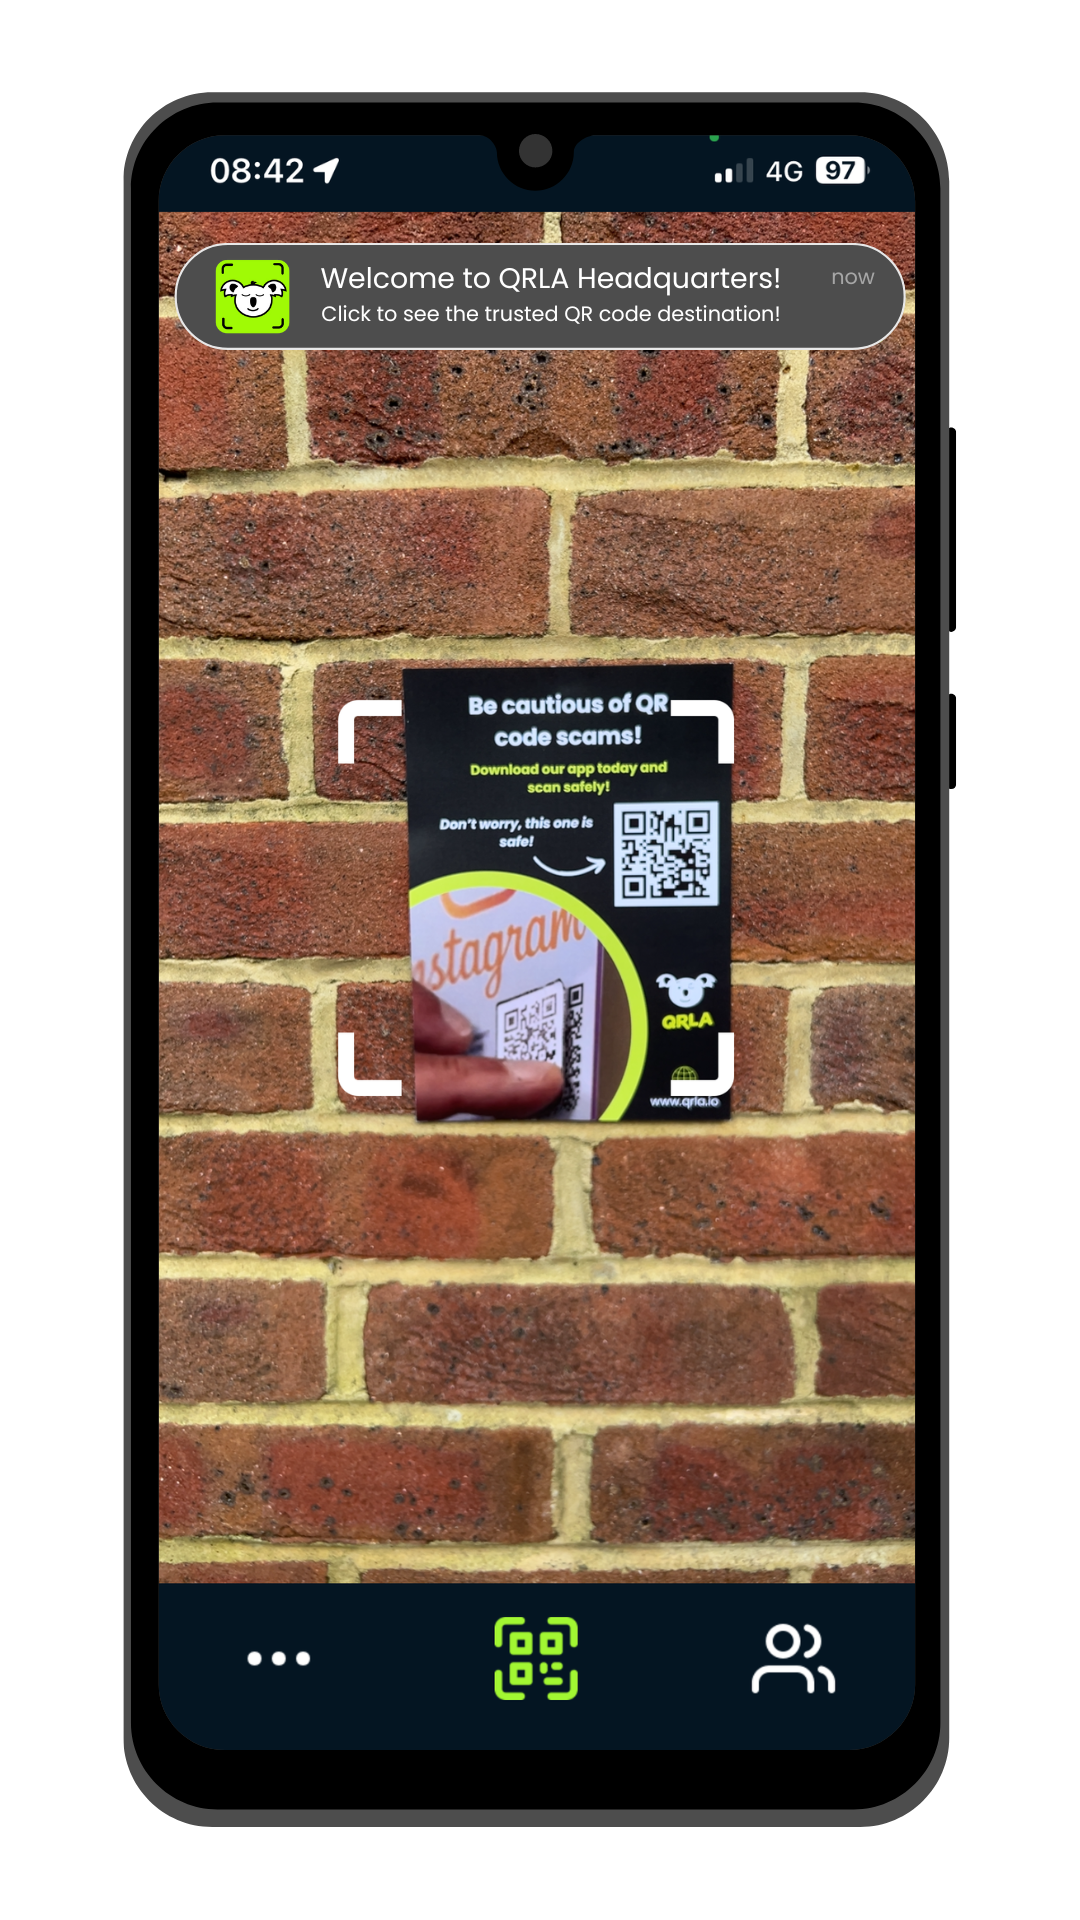 08:42
4G 97
Welcome to QRLA Headquarters!
now
Click to see the trusted QR code destination!
Be cautious of QR
code scams!
Download our app today and
scan safely!
Don't worry, this one is
safe!
nstagram
QRLA
www.qrla.io